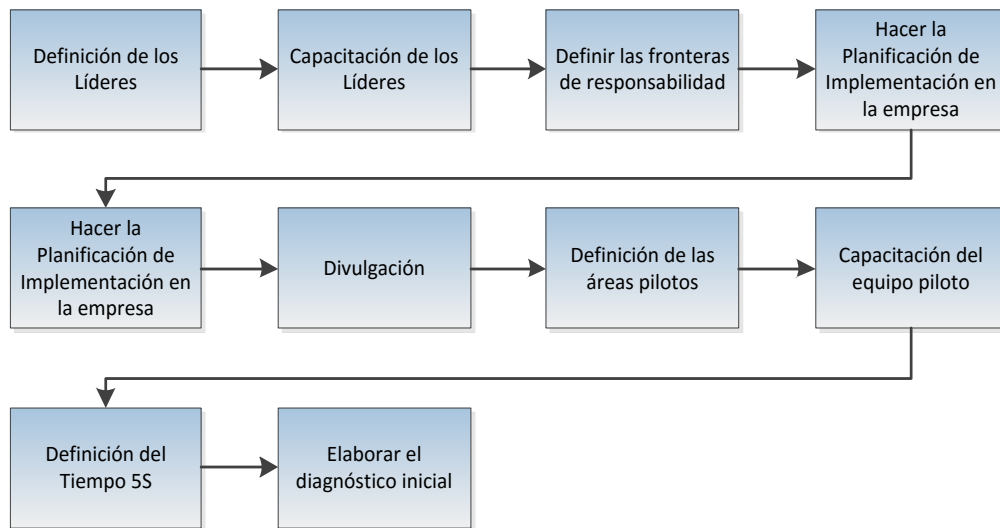 Definición de los
Líderes
Capacitación de los
Líderes
Definir las fronteras
de responsabilidad
Hacer la
Planificación de
Implementación en
la empresa
Hacer la
Planificación de
Implementación en
la empresa
Divulgación
Definición de las
áreas pilotos
Capacitación del
equipo piloto
Definición del
Tiempo 5S
Elaborar el
diagnóstico inicial